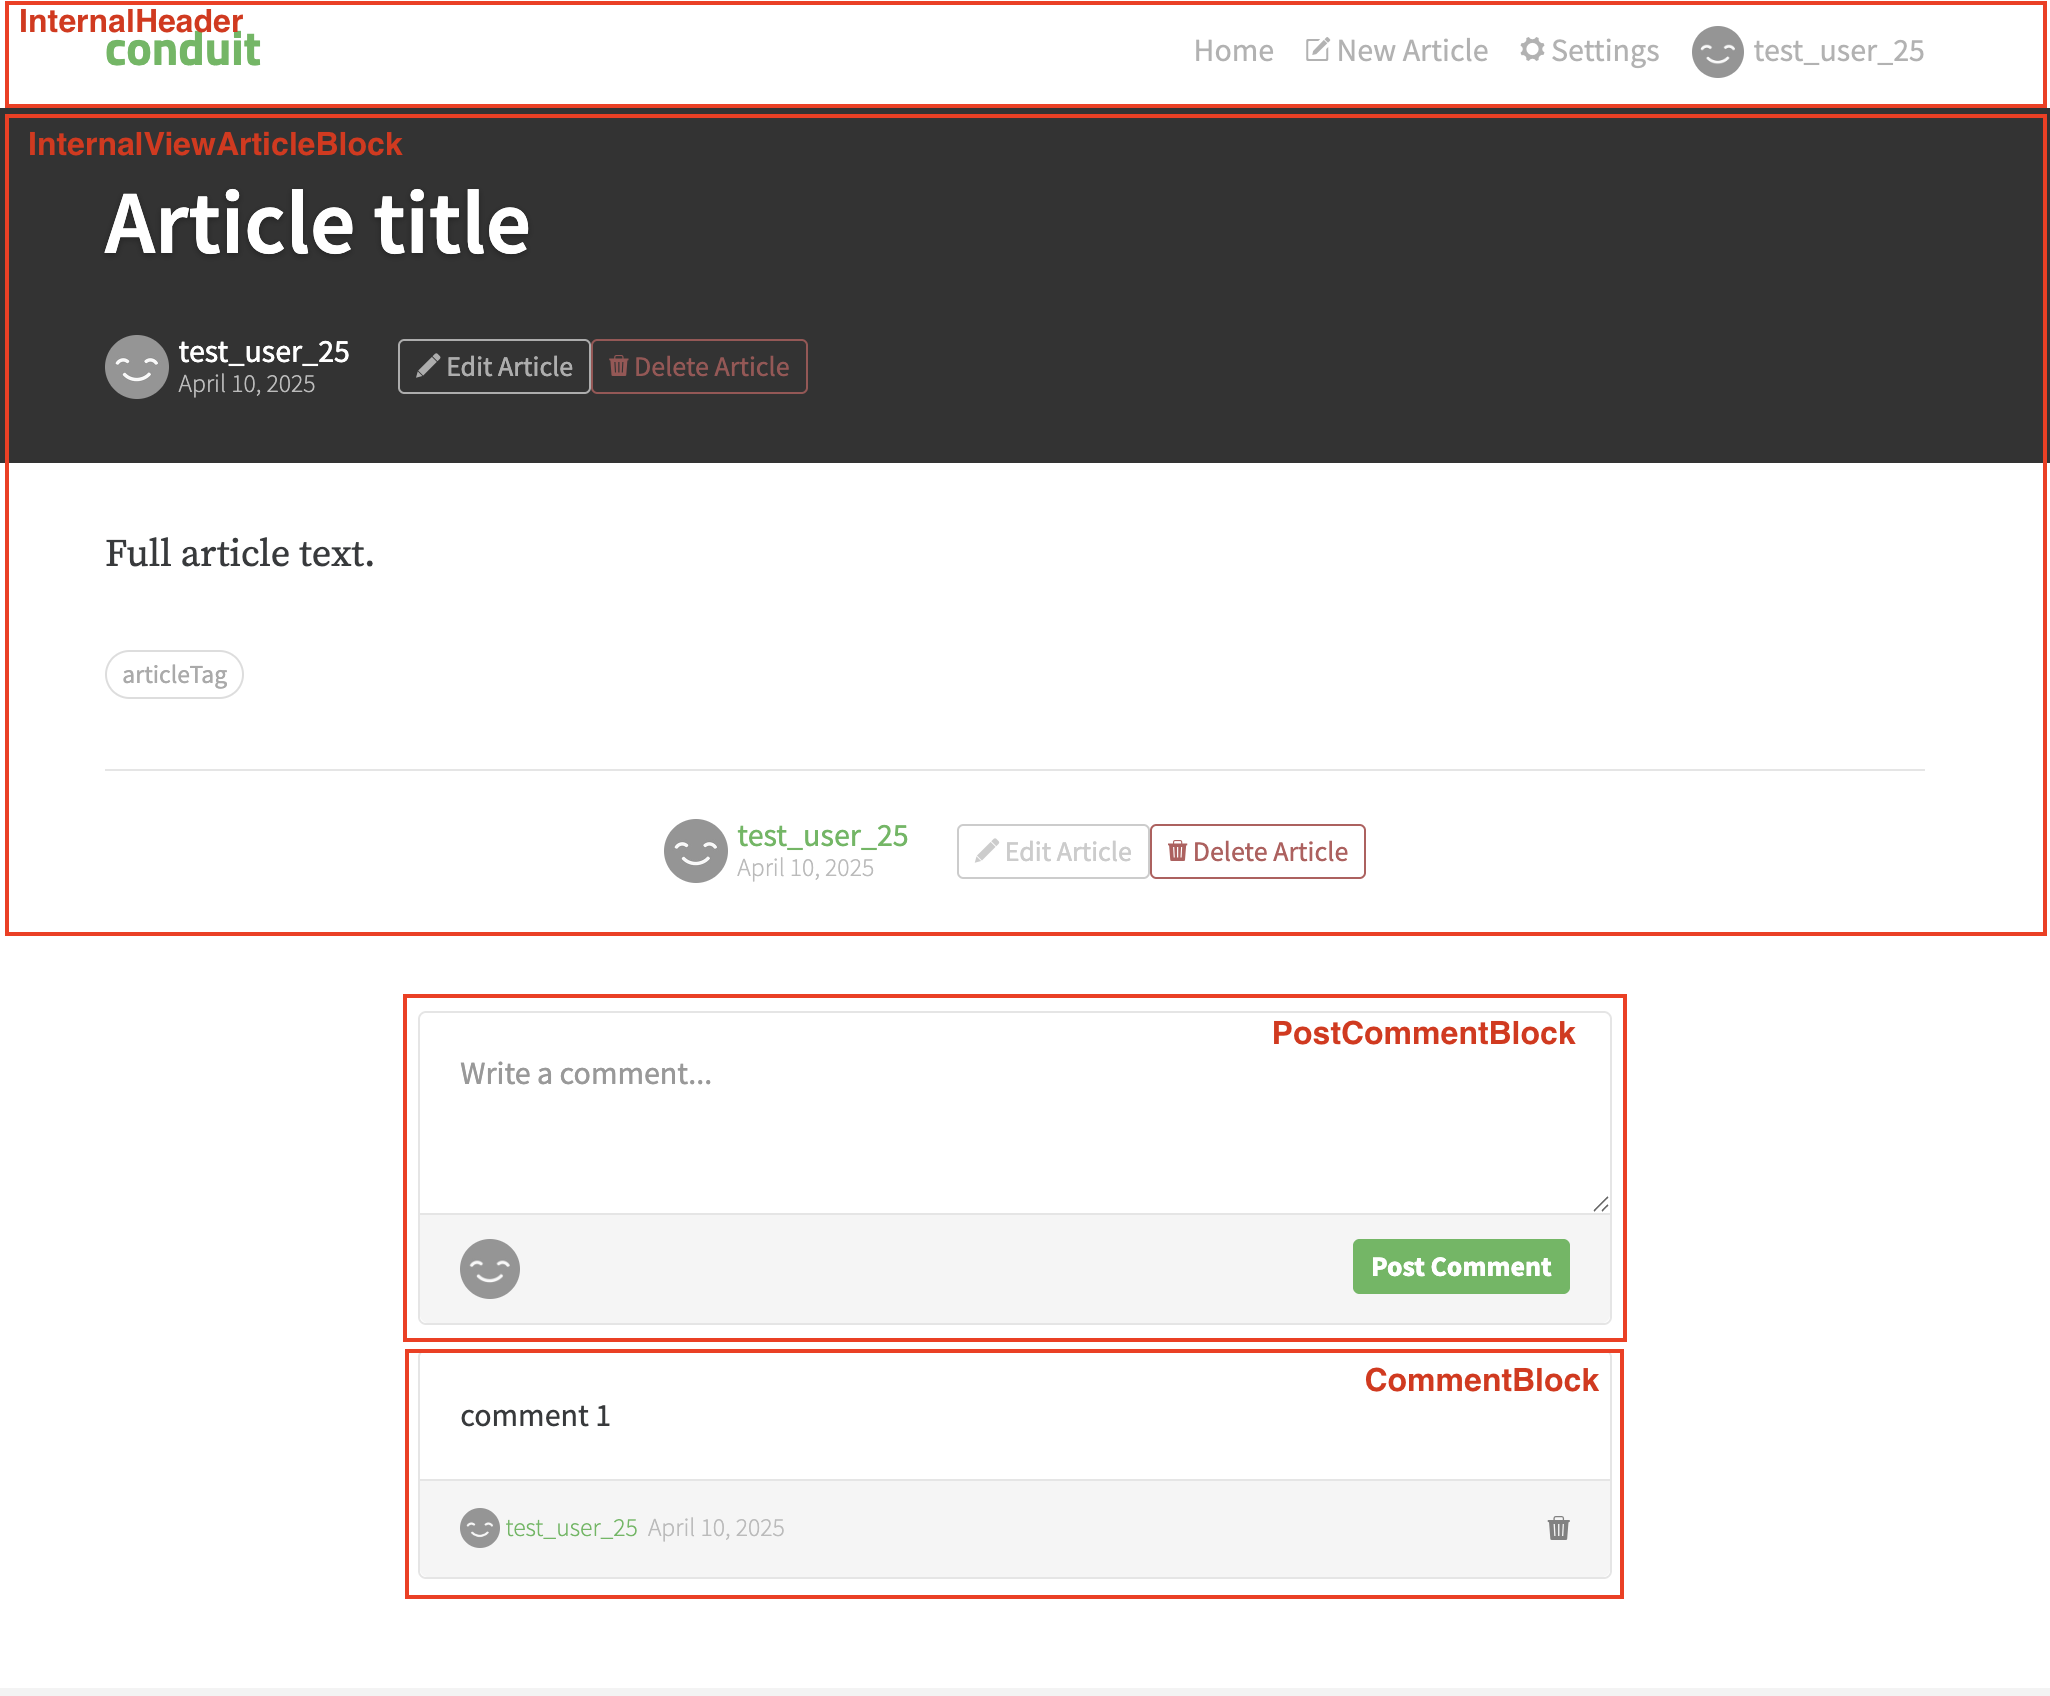 InternalHeader
conduit
Home New Article Settings test_user_25
InternalViewArticleBlock
Article title
test_user_25
April 10, 2025
Edit Article Delete Article
Full article text.
articleTag
test_user_25
April 10, 2025
Edit Article Delete Article
PostCommentBlock
Write a comment...
Post Comment
CommentBlock
comment 1
test_user_25 April 10, 2025